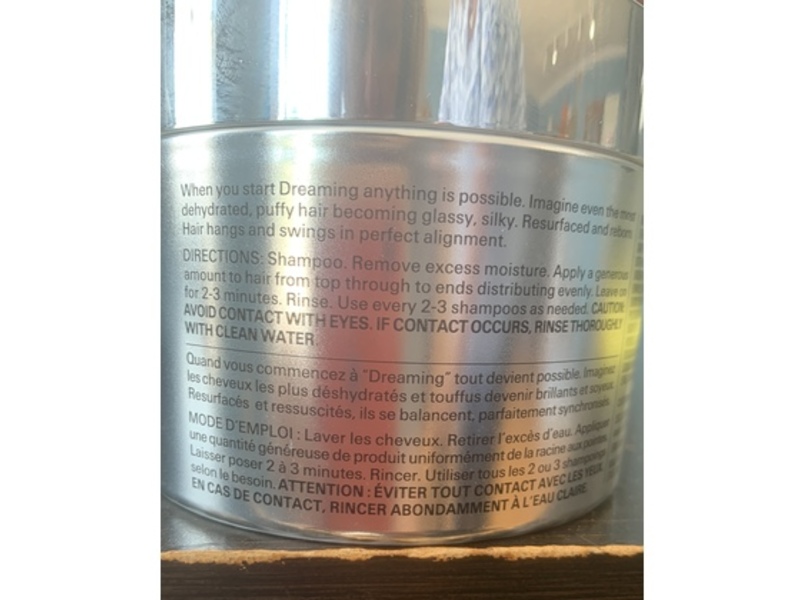 When you start Dreaming anything is possible. Imagine even the most
dehydrated, puffy hair becoming glassy, silky. Resurfaced and reborn.
Hair hangs and swings in perfect alignment.
DIRECTIONS: Shampoo. Remove excess moisture. Apply a generous
amount to hair from top through to ends distributing evenly. Leave on
for 2-3 minutes. Rinse. Use every 2-3 shampoos as needed. CAUTION:
AVOID CONTACT WITH EYES. IF CONTACT OCCURS, RINSE THOROUGHLY
WITH CLEAN WATER.
Quand vous commencez à "Dreaming" tout devient possible. Imaginez
les cheveux les plus déshydratés et touffus devenir brillants et soyeux.
Resurfacés et ressuscités, ils se balancent, parfaitement synchronisés.
MODE D'EMPLOI : Laver les cheveux. Retirer l'excès d'eau. Appliquer
une quantité généreuse de produit uniformément de la racine aux pointes.
Laisser poser 2 à 3 minutes. Rincer. Utiliser tous les 2 ou 3 shampoings
selon le besoin. ATTENTION : ÉVITER TOUT CONTACT AVEC LES YEUX.
EN CAS DE CONTACT, RINCER ABONDAMMENT À L'EAU CLAIRE.